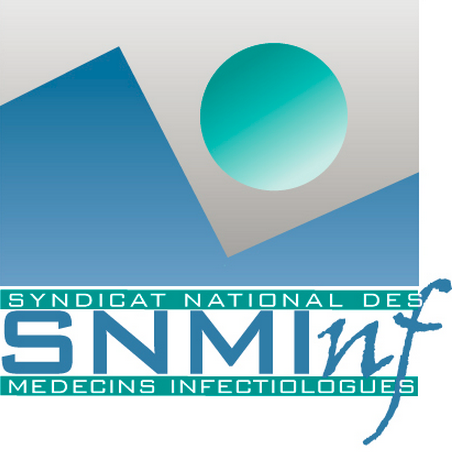 SYNDICAT NATIONAL DES
SNMInf
MEDECINS INFECTIOLOGUES